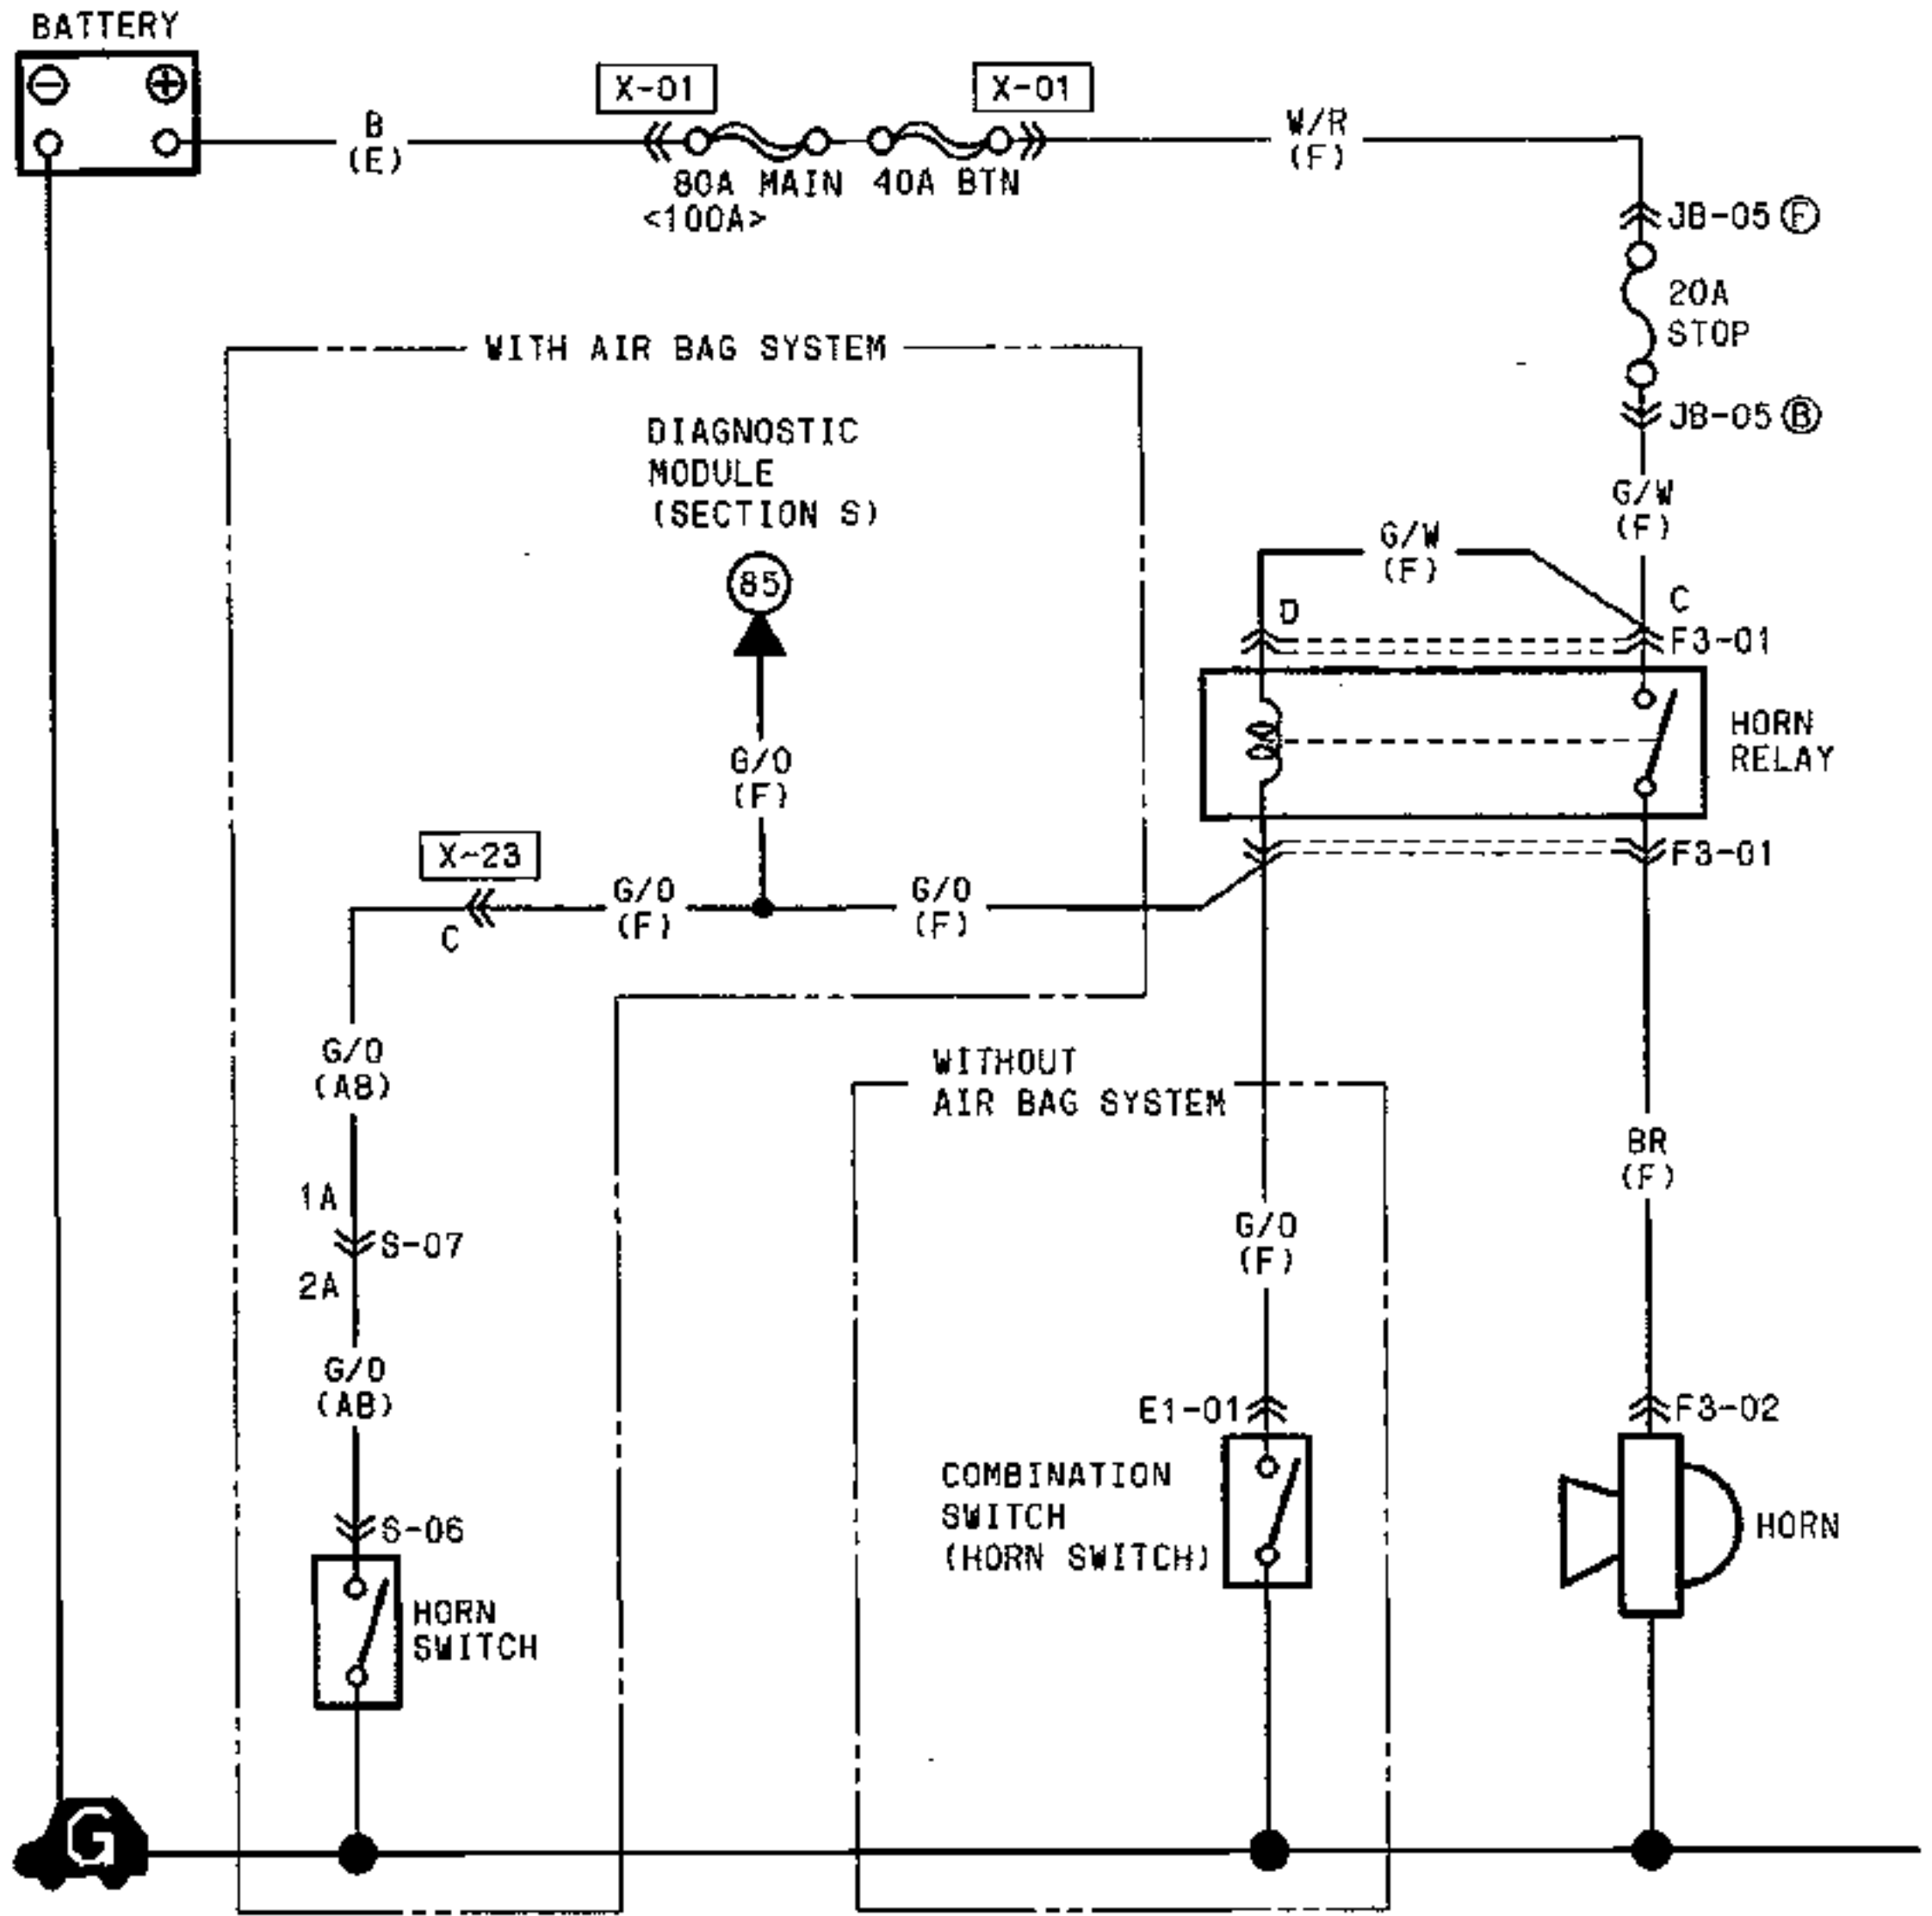 BATTERY
X-01
X-01
B
(E)
W/R
(F)
80A MAIN
<100A>
40A BTN
JB-05 F
20A
STOP
JB-05 B
WITH AIR BAG SYSTEM
DIAGNOSTIC
MODULE
(SECTION S)
85
G/W
(F)
G/W
(F)
D
C
F3-01
HORN
RELAY
G/O
(F)
X-23
F3-01
G/O
(F)
G/O
(F)
C
G/O
(AB)
WITHOUT
AIR BAG SYSTEM
BR
(F)
1A
S-07
2A
G/O
(F)
G/O
(AB)
E1-01
F3-02
COMBINATION
SWITCH
(HORN SWITCH)
HORN
S-06
HORN
SWITCH
G